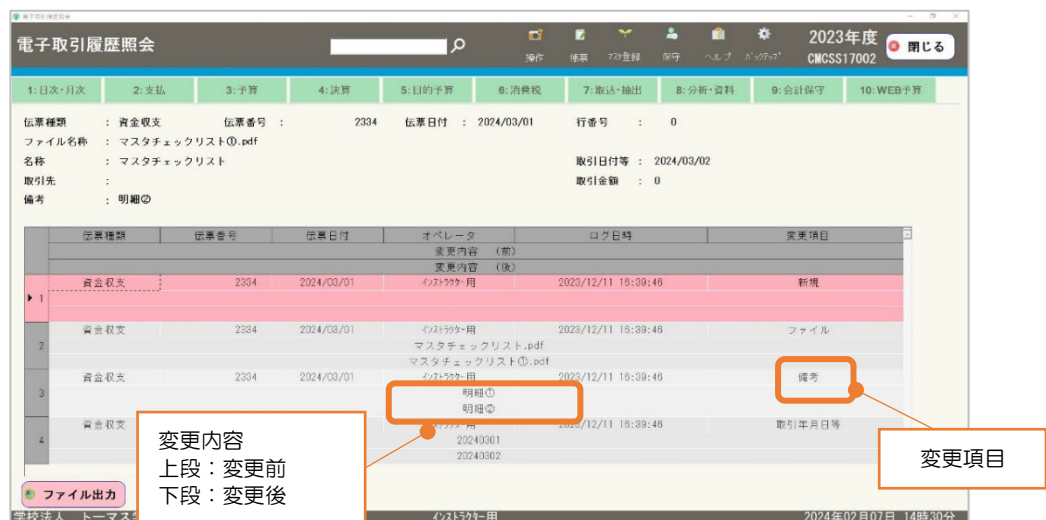 電子取引履歴照会
電子取引履歴照会
操作 帳票 ﾏｽﾀ登録 保守 ヘルプ ﾊﾞｯｸｱｯﾌﾟ
2023年度
CMCSS17002
閉じる
1:日次・月次 2:支払 3:予算 4:決算 5:目的予算 6:消費税 7:取込・抽出 8:分析・資料 9:会計保守 10:WEB予算
伝票種類 : 資金収支 伝票番号 : 2334 伝票日付 : 2024/03/01 行番号 : 0
ファイル名称 : マスタチェックリスト①.pdf
名称 : マスタチェックリスト 取引日付等 : 2024/03/02
取引先 : 取引金額 : 0
備考 : 明細②
伝票種類 伝票番号 伝票日付 オペレータ ログ日時 変更項目
変更内容 (前)
変更内容 (後)
1 資金収支 2334 2024/03/01 ｲﾝｽﾄﾗｸﾀｰ用 2023/12/11 16:39:46 新規
2 資金収支 2334 2024/03/01 ｲﾝｽﾄﾗｸﾀｰ用 2023/12/11 16:39:46 ファイル
マスタチェックリスト.pdf
マスタチェックリスト①.pdf
3 資金収支 2334 2024/03/01 ｲﾝｽﾄﾗｸﾀｰ用 2023/12/11 16:39:46 備考
明細①
明細②
4 資金収支 2023/12/11 16:39:46 取引年月日等
20240301
20240302
変更内容
上段：変更前
下段：変更後
変更項目
ファイル出力
学校法人 トーマス ｲﾝｽﾄﾗｸﾀｰ用 2024年02月07日 14時30分